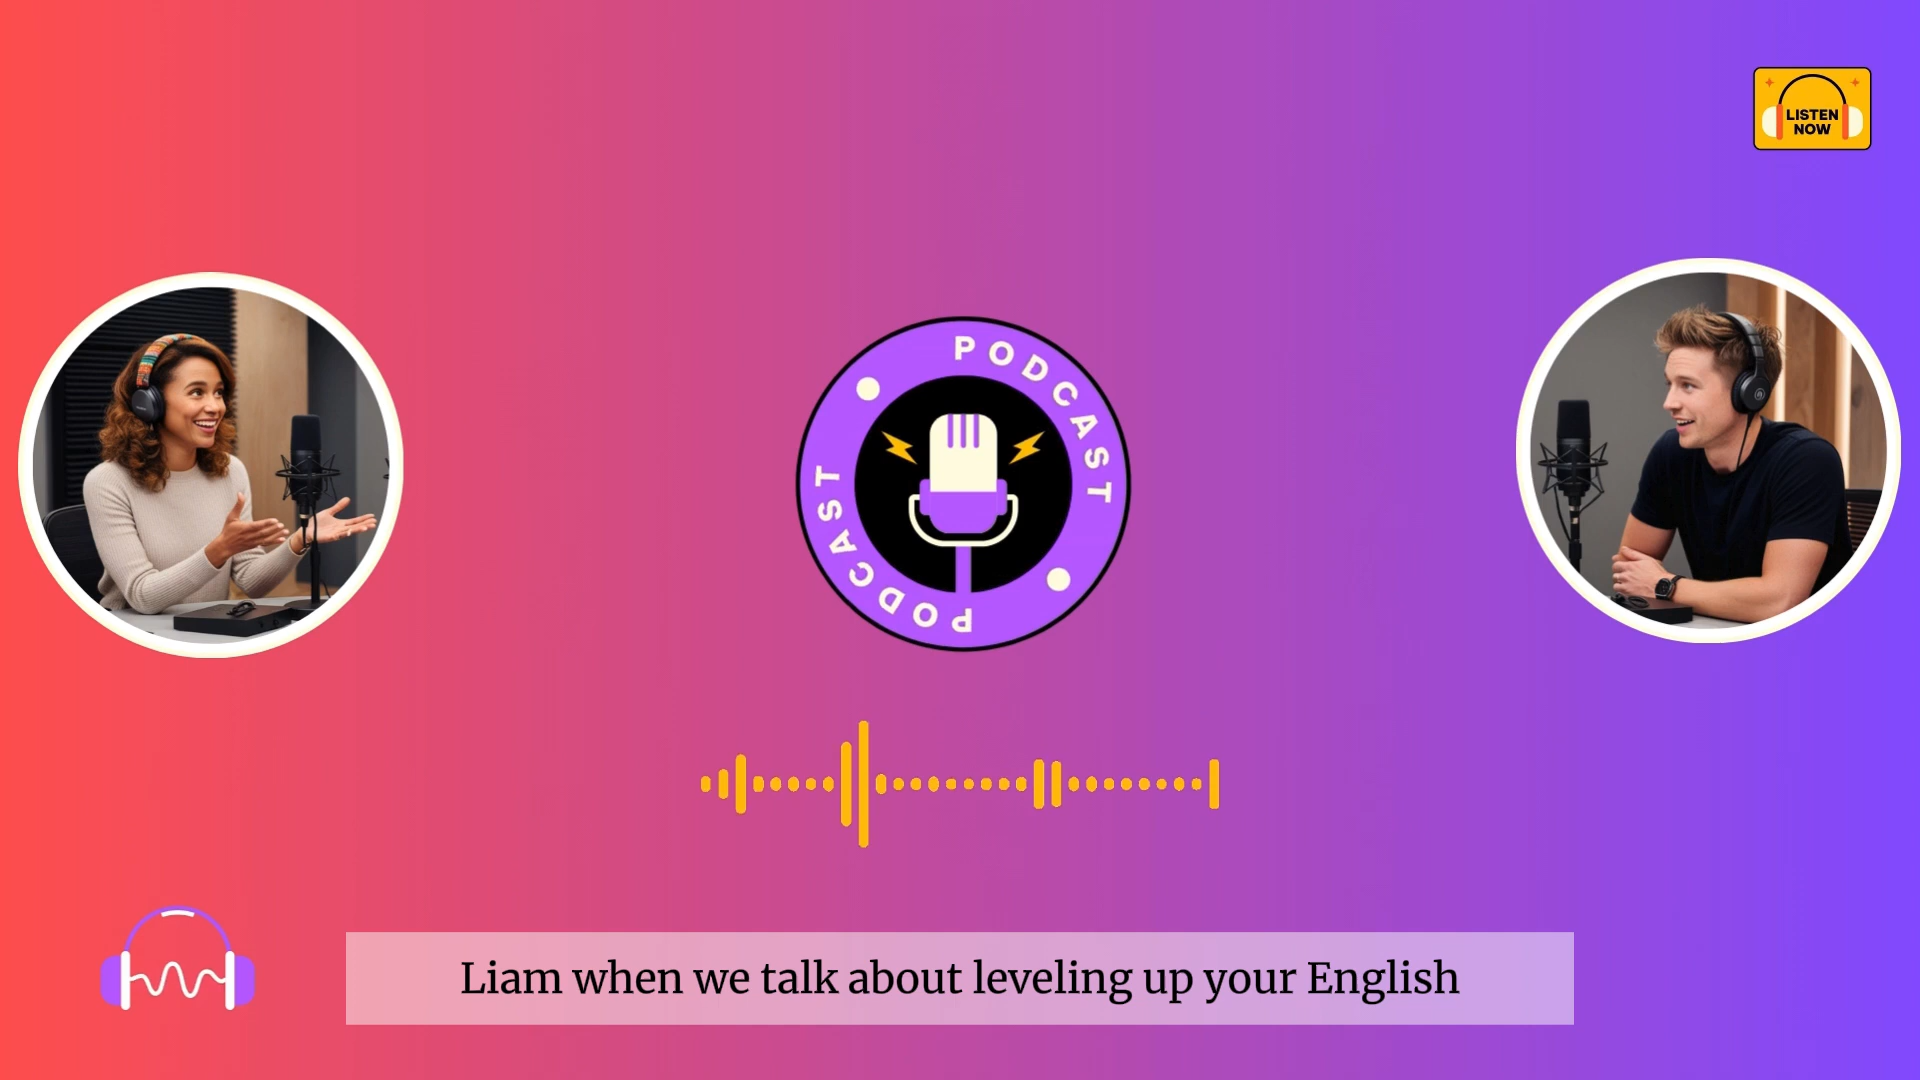 LISTEN
NOW
PODCAST
PODCAST
Liam when we talk about leveling up your English